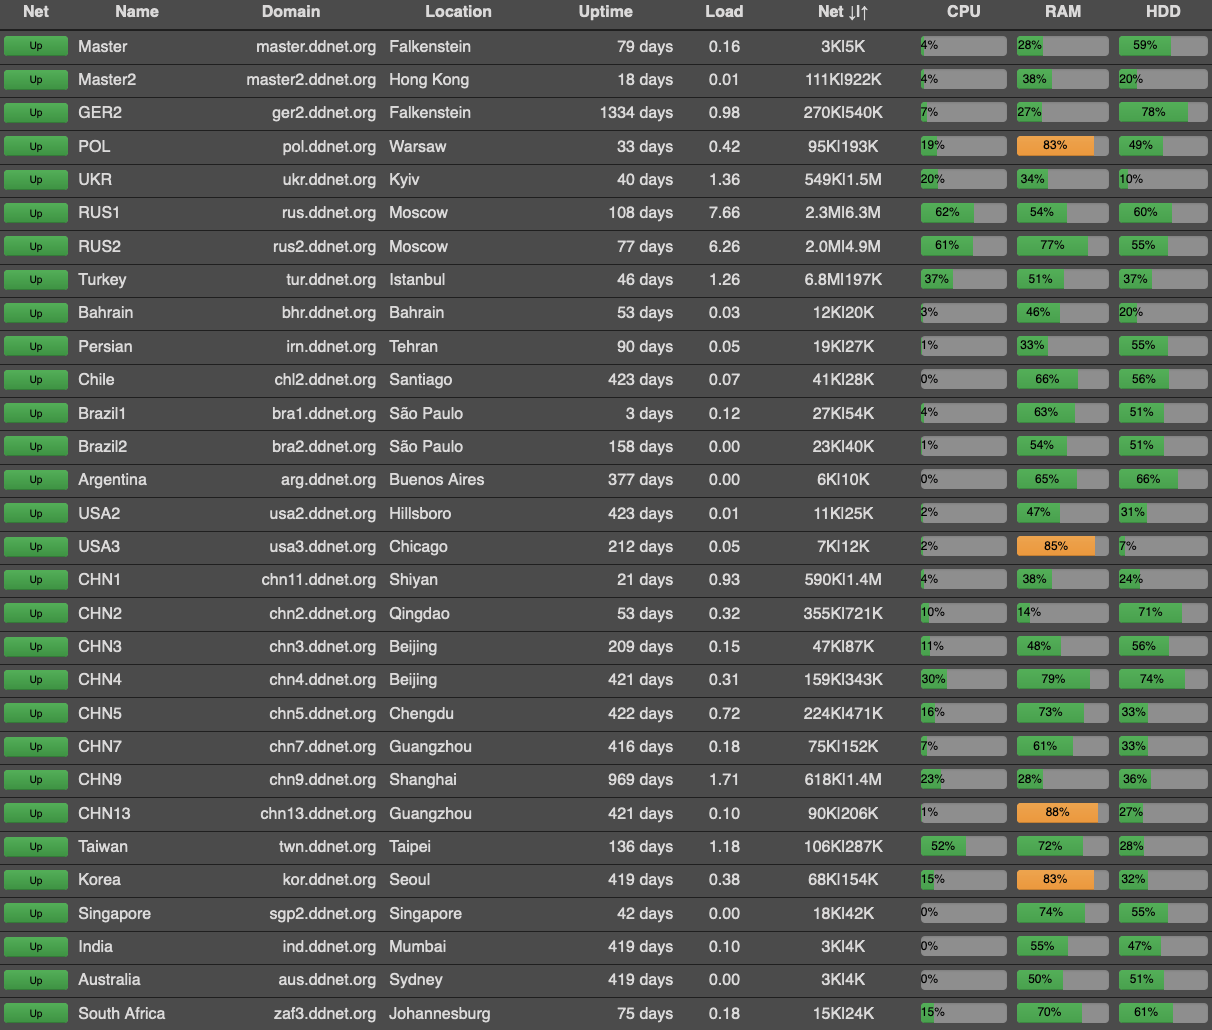 Net Name Domain Location Uptime Load Net ↓|↑ CPU RAM HDD
Up Master master.ddnet.org Falkenstein 79 days 0.16 3K|5K 4% 28% 59%
Up Master2 master2.ddnet.org Hong Kong 18 days 0.01 111K|922K 4% 38% 20%
Up GER2 ger2.ddnet.org Falkenstein 1334 days 0.98 270K|540K 7% 27% 78%
Up POL pol.ddnet.org Warsaw 33 days 0.42 95K|193K 19% 83% 49%
Up UKR ukr.ddnet.org Kyiv 40 days 1.36 549K|1.5M 20% 34% 10%
Up RUS1 rus.ddnet.org Moscow 108 days 7.66 2.3M|6.3M 62% 54% 60%
Up RUS2 rus2.ddnet.org Moscow 77 days 6.26 2.0M|4.9M 61% 77% 55%
Up Turkey tur.ddnet.org Istanbul 46 days 1.26 6.8M|197K 37% 51% 37%
Up Bahrain bhr.ddnet.org Bahrain 53 days 0.03 12K|20K 3% 46% 20%
Up Persian irn.ddnet.org Tehran 90 days 0.05 19K|27K 1% 33% 55%
Up Chile chl2.ddnet.org Santiago 423 days 0.07 41K|28K 0% 66% 56%
Up Brazil1 bra1.ddnet.org São Paulo 3 days 0.12 27K|54K 4% 63% 51%
Up Brazil2 bra2.ddnet.org São Paulo 158 days 0.00 23K|40K 1% 54% 51%
Up Argentina arg.ddnet.org Buenos Aires 377 days 0.00 6K|10K 0% 65% 66%
Up USA2 usa2.ddnet.org Hillsboro 423 days 0.01 11K|25K 2% 47% 31%
Up USA3 usa3.ddnet.org Chicago 212 days 0.05 7K|12K 2% 85% 7%
Up CHN1 chn11.ddnet.org Shiyan 21 days 0.93 590K|1.4M 4% 38% 24%
Up CHN2 chn2.ddnet.org Qingdao 53 days 0.32 355K|721K 10% 14% 71%
Up CHN3 chn3.ddnet.org Beijing 209 days 0.15 47K|87K 11% 48% 56%
Up CHN4 chn4.ddnet.org Beijing 421 days 0.31 159K|343K 30% 79% 74%
Up CHN5 chn5.ddnet.org Chengdu 422 days 0.72 224K|471K 16% 73% 33%
Up CHN7 chn7.ddnet.org Guangzhou 416 days 0.18 75K|152K 7% 61% 33%
Up CHN9 chn9.ddnet.org Shanghai 969 days 1.71 618K|1.4M 23% 28% 36%
Up CHN13 chn13.ddnet.org Guangzhou 421 days 0.10 90K|206K 1% 88% 27%
Up Taiwan twn.ddnet.org Taipei 136 days 1.18 106K|287K 52% 72% 28%
Up Korea kor.ddnet.org Seoul 419 days 0.38 68K|154K 15% 83% 32%
Up Singapore sgp2.ddnet.org Singapore 42 days 0.00 18K|42K 0% 74% 55%
Up India ind.ddnet.org Mumbai 419 days 0.10 3K|4K 0% 55% 47%
Up Australia aus.ddnet.org Sydney 419 days 0.00 3K|4K 0% 50% 51%
Up South Africa zaf3.ddnet.org Johannesburg 75 days 0.18 15K|24K 15% 70% 61%